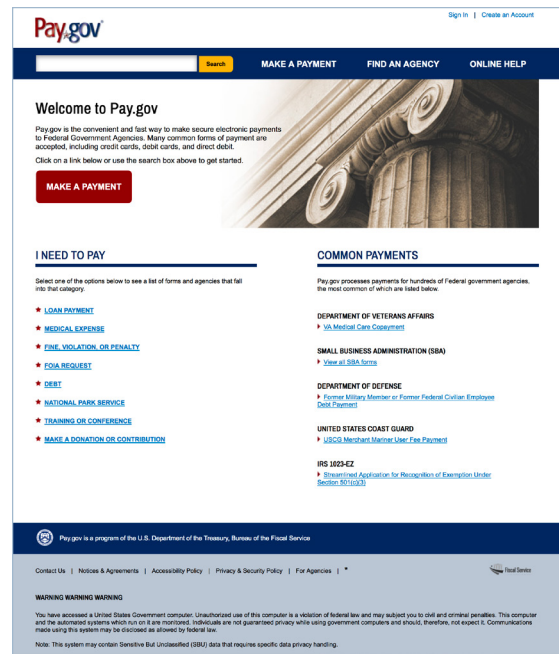 Sign In | Create an Account
Pay.gov
Search
MAKE A PAYMENT
FIND AN AGENCY
ONLINE HELP
Welcome to Pay.gov
Pay.gov is the convenient and fast way to make secure electronic payments
to Federal Government Agencies. Many common forms of payment are
accepted, including credit cards, debit cards, and direct debit.
Click on a link below or use the search box above to get started.
MAKE A PAYMENT
I NEED TO PAY
Select one of the options below to see a list of forms and agencies that fall
into that category.
LOAN PAYMENT
MEDICAL EXPENSE
FINE, VIOLATION, OR PENALTY
FOIA REQUEST
DEBT
NATIONAL PARK SERVICE
TRAINING OR CONFERENCE
MAKE A DONATION OR CONTRIBUTION
COMMON PAYMENTS
Pay.gov processes payments for hundreds of Federal government agencies,
the most common of which are listed below.
DEPARTMENT OF VETERANS AFFAIRS
VA Medical Care Copayment
SMALL BUSINESS ADMINISTRATION (SBA)
View all SBA forms
DEPARTMENT OF DEFENSE
Former Military Member or Former Federal Civilian Employee
Debt Payment
UNITED STATES COAST GUARD
USCG Merchant Mariner User Fee Payment
IRS 1023-EZ
Streamlined Application for Recognition of Exemption Under
Section 501(c)(3)
Pay.gov is a program of the U.S. Department of the Treasury, Bureau of the Fiscal Service
Contact Us | Notices & Agreements | Accessibility Policy | Privacy & Security Policy | For Agencies | *
Fiscal Service
WARNING WARNING WARNING
You have accessed a United States Government computer. Unauthorized use of this computer is a violation of federal law and may subject you to civil and criminal penalties. This computer
and the automated systems which run on it are monitored. Individuals are not guaranteed privacy while using government computers and should, therefore, not expect it. Communications
made using this system may be disclosed as allowed by federal law.
Note: This system may contain Sensitive But Unclassified (SBU) data that requires specific data privacy handling.